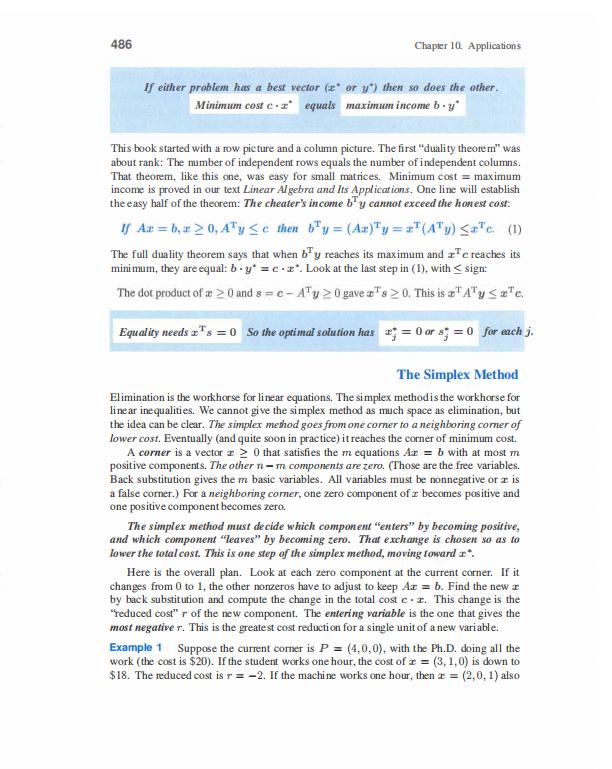 486
Chapter 10. Applications
If either problem has a best vector (x* or y*) then so does the other.
Minimum cost c · x* equals maximum income b · y*
This book started with a row picture and a column picture. The first “duality theorem” was
about rank: The number of independent rows equals the number of independent columns.
That theorem, like this one, was easy for small matrices. Minimum cost = maximum
income is proved in our text Linear Algebra and Its Applications. One line will establish
the easy half of the theorem: The cheater's income bᵀy cannot exceed the honest cost:
If Ax = b, x ≥ 0, Aᵀy ≤ c then bᵀy = (Ax)ᵀy = xᵀ(Aᵀy) ≤ xᵀc. (1)
The full duality theorem says that when bᵀy reaches its maximum and xᵀc reaches its
minimum, they are equal: b · y* = c · x*. Look at the last step in (1), with ≤ sign:
The dot product of x ≥ 0 and s = c − Aᵀy ≥ 0 gave xᵀs ≥ 0. This is xᵀAᵀy ≤ xᵀc.
Equality needs xᵀs = 0 So the optimal solution has x*ⱼ = 0 or s*ⱼ = 0 for each j.
The Simplex Method
Elimination is the workhorse for linear equations. The simplex method is the workhorse for
linear inequalities. We cannot give the simplex method as much space as elimination, but
the idea can be clear. The simplex method goes from one corner to a neighboring corner of
lower cost. Eventually (and quite soon in practice) it reaches the corner of minimum cost.
A corner is a vector x ≥ 0 that satisfies the m equations Ax = b with at most m
positive components. The other n − m components are zero. (Those are the free variables.
Back substitution gives the m basic variables. All variables must be nonnegative or x is
a false corner.) For a neighboring corner, one zero component of x becomes positive and
one positive component becomes zero.
The simplex method must decide which component “enters” by becoming positive,
and which component “leaves” by becoming zero. That exchange is chosen so as to
lower the total cost. This is one step of the simplex method, moving toward x*.
Here is the overall plan. Look at each zero component at the current corner. If it
changes from 0 to 1, the other nonzeros have to adjust to keep Ax = b. Find the new x
by back substitution and compute the change in the total cost c · x. This change is the
“reduced cost” r of the new component. The entering variable is the one that gives the
most negative r. This is the greatest cost reduction for a single unit of a new variable.
Example 1 Suppose the current corner is P = (4, 0, 0), with the Ph.D. doing all the
work (the cost is $20). If the student works one hour, the cost of x = (3, 1, 0) is down to
$18. The reduced cost is r = −2. If the machine works one hour, then x = (2, 0, 1) also